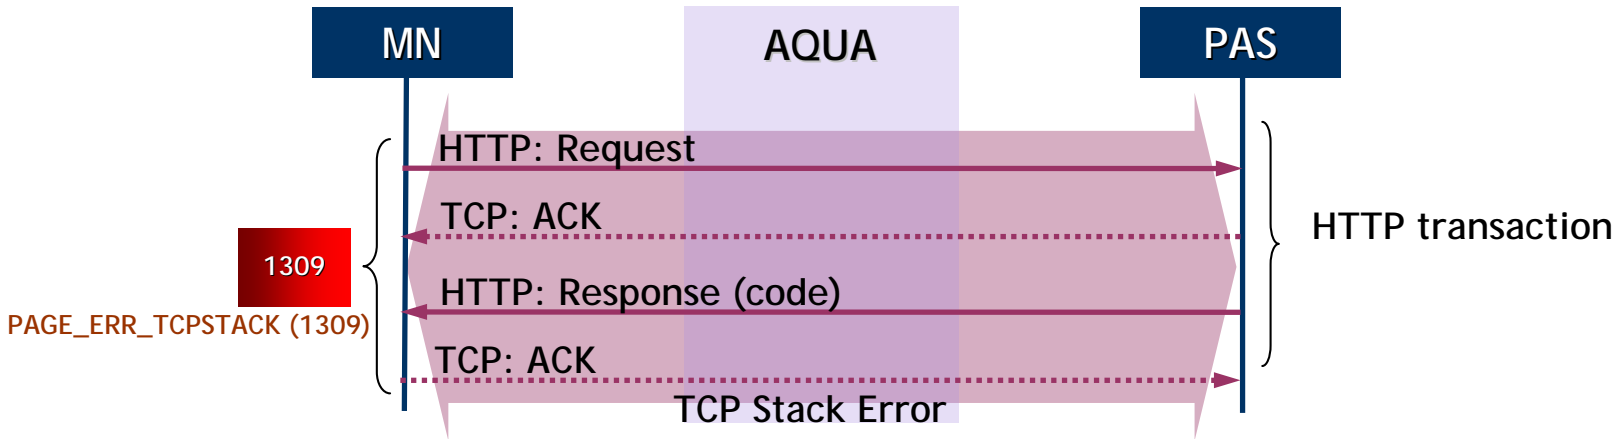 MN
AQUA
PAS
HTTP: Request
TCP: ACK
HTTP transaction
1309
HTTP: Response (code)
PAGE_ERR_TCPSTACK (1309)
TCP: ACK
TCP Stack Error